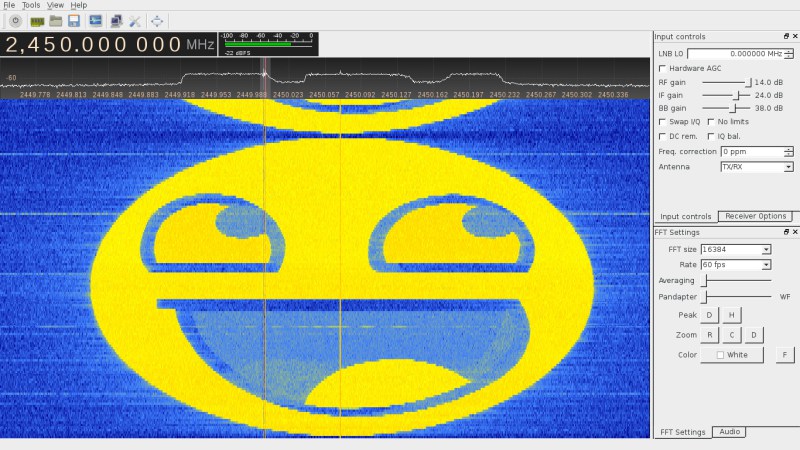 File Tools View Help
2,450.000 000 MHz
-100 -80 -60 -40 -20 0
-22 dBFS
-60
2449.778 2449.813 2449.848 2449.883 2449.918 2449.988 2450.023 2450.057 2450.092 2450.127 2450.162 2450.197 2450.232 2450.267 2450.302 2450.336
Input controls
LNB LO 0.000000 MHz
Hardware AGC
RF gain 14.0 dB
IF gain 24.0 dB
BB gain 38.0 dB
Swap I/Q No limits
DC rem. IQ bal.
Freq. correction 0 ppm
Antenna TX/RX
Input controls Receiver Options
FFT Settings
FFT size 16384
Rate 60 fps
Averaging
Pandapter WF
Peak D H
Zoom R C D
Color White F
FFT Settings Audio